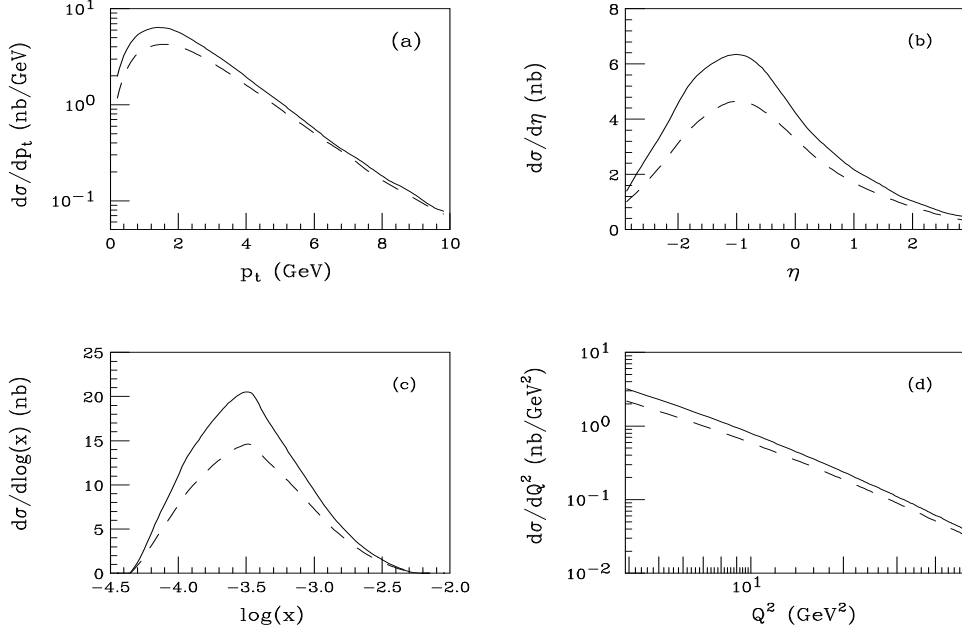 10¹
10⁰
10⁻¹
dσ/dpₜ (nb/GeV)
(a)
0 2 4 6 8 10
pₜ (GeV)
8
6
4
2
0
dσ/dη (nb)
(b)
−2 −1 0 1 2
η
25
20
15
10
5
0
dσ/dlog(x) (nb)
(c)
−4.5 −4.0 −3.5 −3.0 −2.5 −2.0
log(x)
10¹
10⁰
10⁻¹
10⁻²
dσ/dQ² (nb/GeV²)
(d)
10¹
Q² (GeV²)